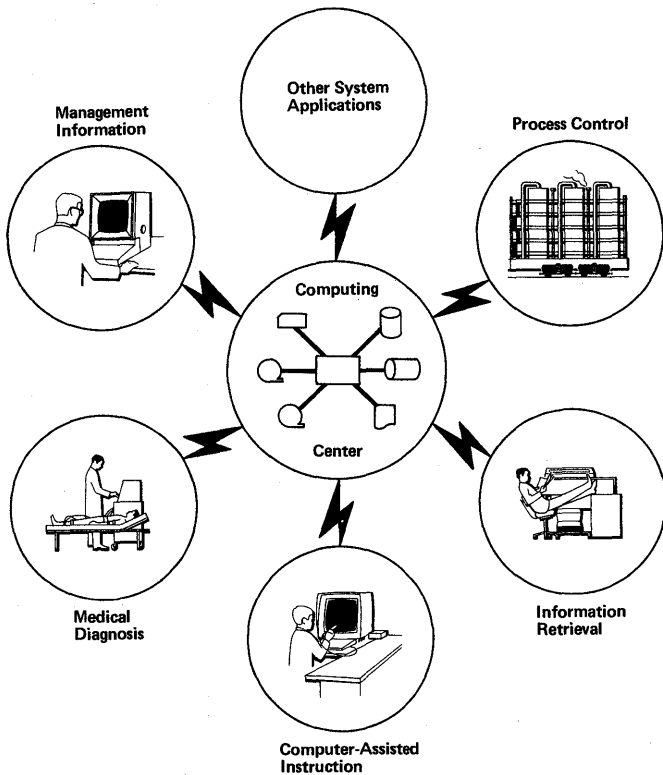 Other System
Applications
Management
Information
Process Control
Computing
Center
Medical
Diagnosis
Information
Retrieval
Computer-Assisted
Instruction